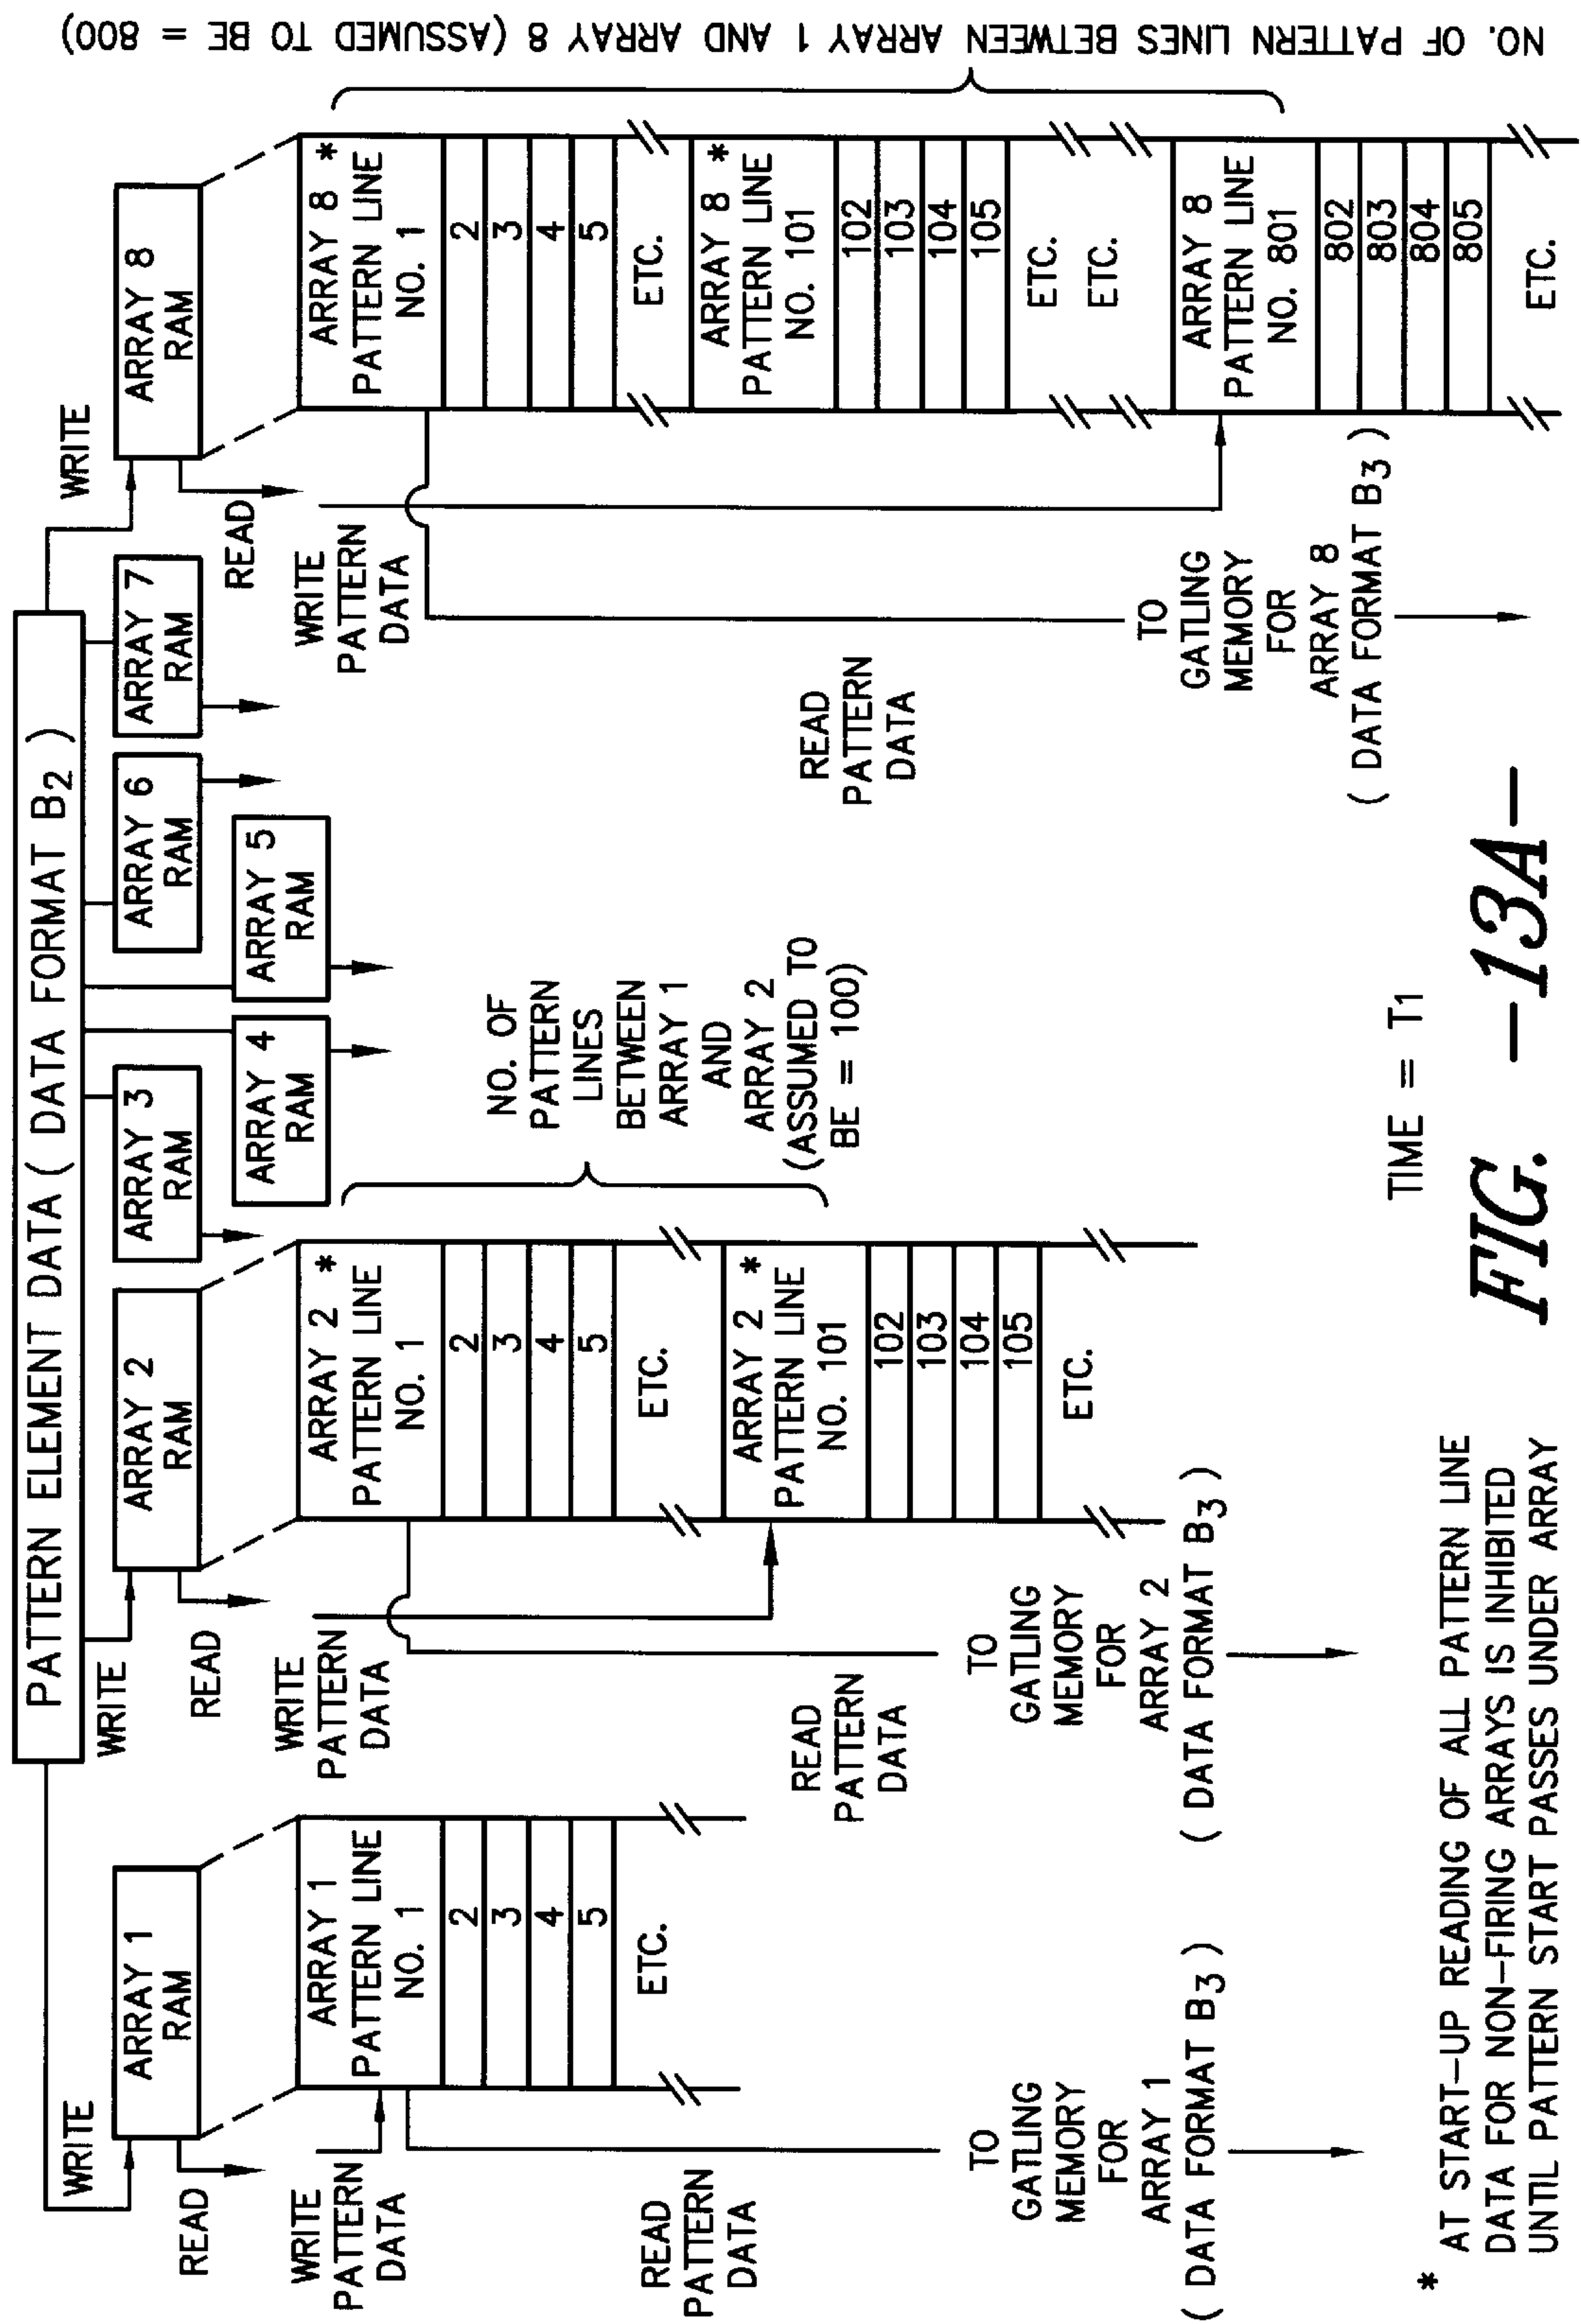 PATTERN ELEMENT DATA ( DATA FORMAT B2 )
WRITE
ARRAY 1
RAM
READ
WRITE
PATTERN
DATA
ARRAY 1
PATTERN LINE
NO. 1
2
3
4
5
ETC.
READ
PATTERN
DATA
TO
GATLING
MEMORY
FOR
ARRAY 1
( DATA FORMAT B3 )
WRITE
ARRAY 2
RAM
READ
WRITE
PATTERN
DATA
ARRAY 2 *
PATTERN LINE
NO. 1
2
3
4
5
ETC.
ARRAY 2 *
PATTERN LINE
NO. 101
102
103
104
105
ETC.
READ
PATTERN
DATA
TO
GATLING
MEMORY
FOR
ARRAY 2
( DATA FORMAT B3 )
NO. OF
PATTERN
LINES
BETWEEN
ARRAY 1
AND
ARRAY 2
(ASSUMED TO
BE = 100)
ARRAY 3
RAM
ARRAY 4
RAM
ARRAY 5
RAM
ARRAY 6
RAM
ARRAY 7
RAM
WRITE
ARRAY 8
RAM
READ
WRITE
PATTERN
DATA
ARRAY 8 *
PATTERN LINE
NO. 1
2
3
4
5
ETC.
ARRAY 8 *
PATTERN LINE
NO. 101
102
103
104
105
ETC.
ETC.
ARRAY 8
PATTERN LINE
NO. 801
802
803
804
805
ETC.
READ
PATTERN
DATA
TO
GATLING
MEMORY
FOR
ARRAY 8
( DATA FORMAT B3 )
NO. OF PATTERN LINES BETWEEN ARRAY 1 AND ARRAY 8 (ASSUMED TO BE = 800)
TIME = T1
* AT START-UP READING OF ALL PATTERN LINE
DATA FOR NON-FIRING ARRAYS IS INHIBITED
UNTIL PATTERN START PASSES UNDER ARRAY
FIG. -13A-